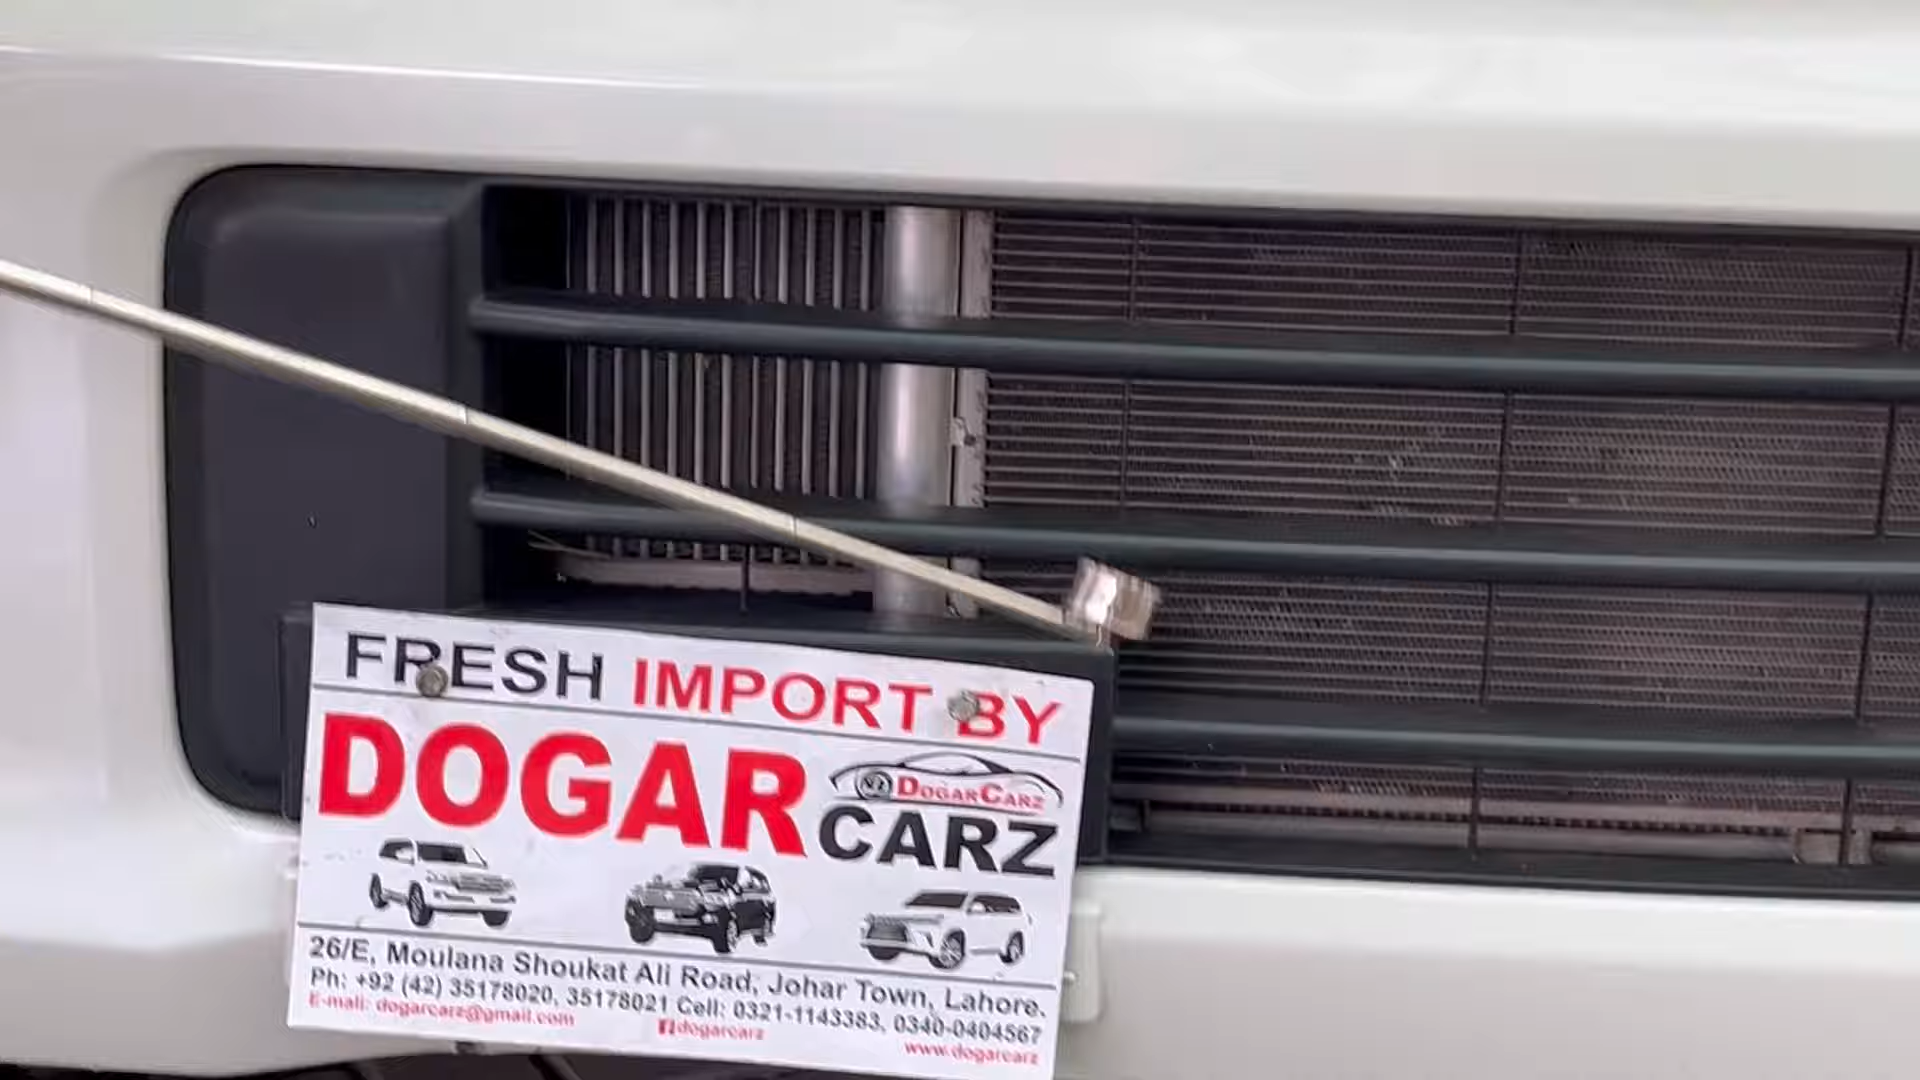 FRESH IMPORT BY
DOGAR
DOGARCARZ
CARZ
26/E, Moulana Shoukat Ali Road, Johar Town, Lahore.
Ph: +92 (42) 35178020, 35178021 Cell: 0321-1143383, 0340-0404567
E-mail: dogarcarz@gmail.com
dogarcarz
www.dogarcarz